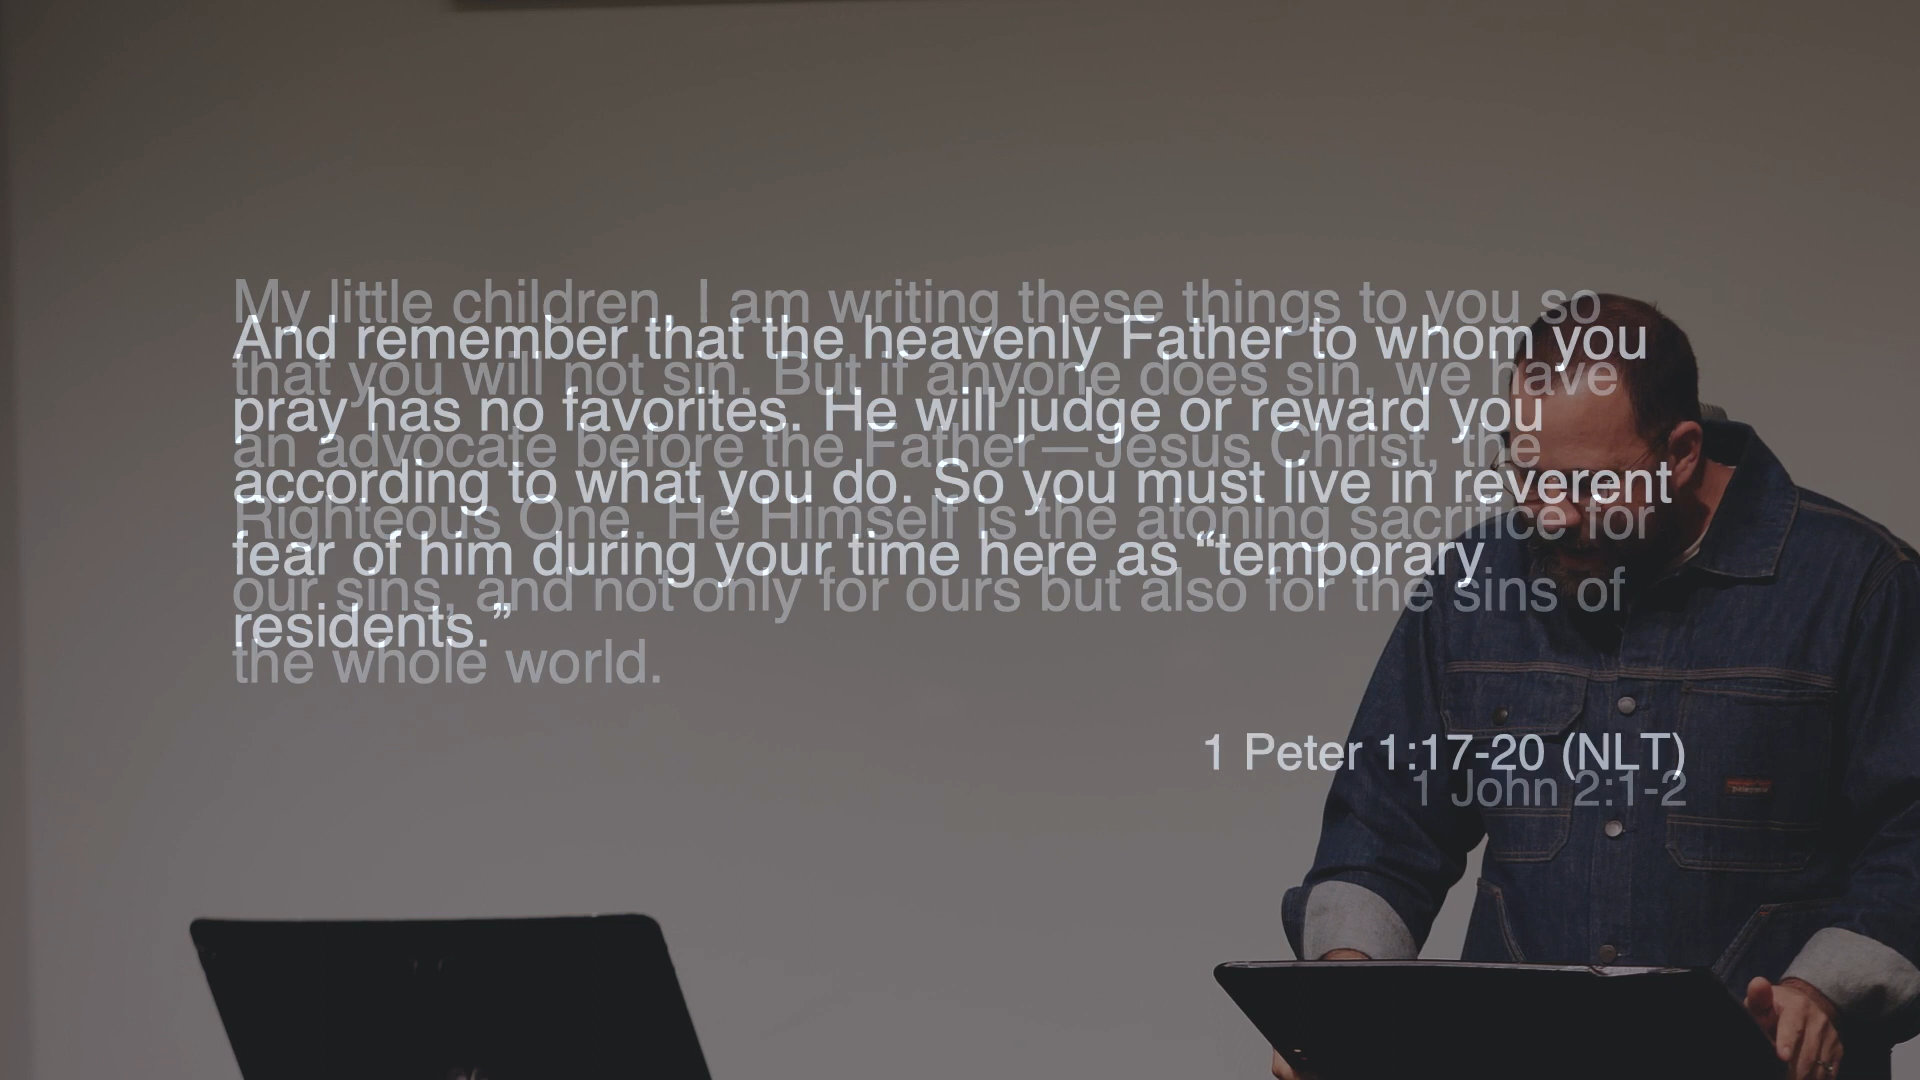 My little children, I am writing these things to you so
that you will not sin. But if anyone does sin, we have
an advocate before the Father—Jesus Christ, the
Righteous One. He Himself is the atoning sacrifice for
our sins, and not only for ours but also for the sins of
the whole world.
1 John 2:1-2
And remember that the heavenly Father to whom you
pray has no favorites. He will judge or reward you
according to what you do. So you must live in reverent
fear of him during your time here as “temporary
residents.”
1 Peter 1:17-20 (NLT)